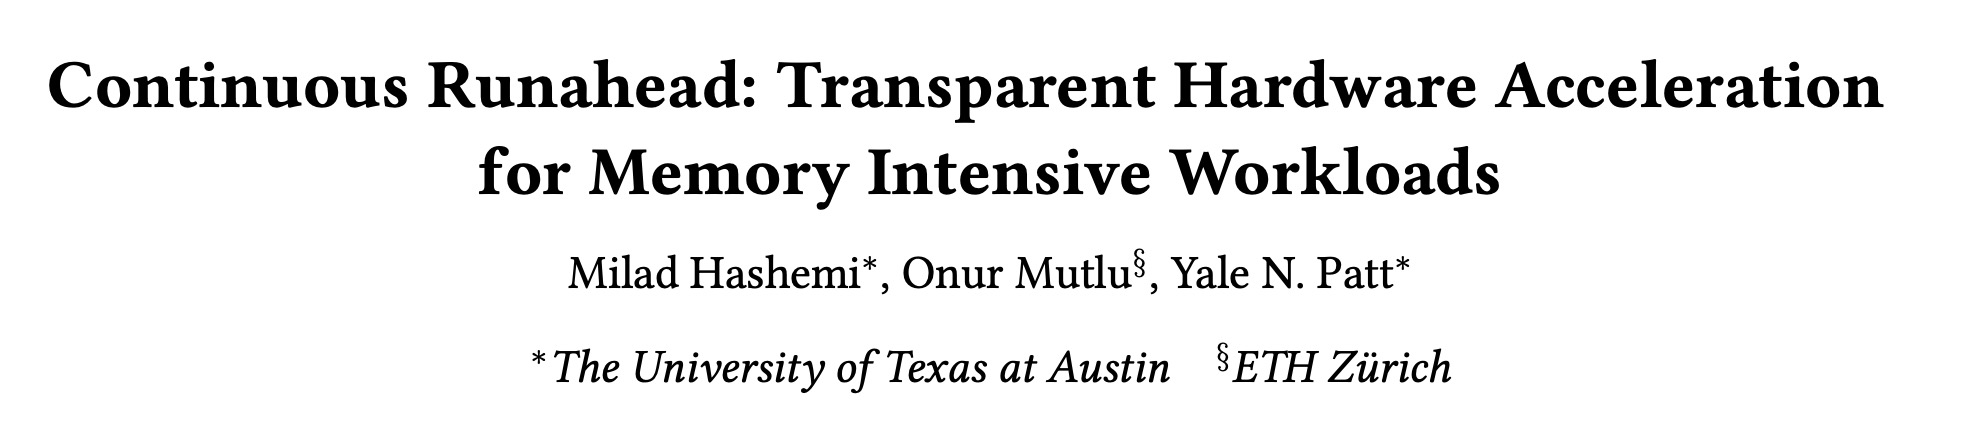 Continuous Runahead: Transparent Hardware Acceleration
for Memory Intensive Workloads
Milad Hashemi*, Onur Mutlu§, Yale N. Patt*
*The University of Texas at Austin §ETH Zürich